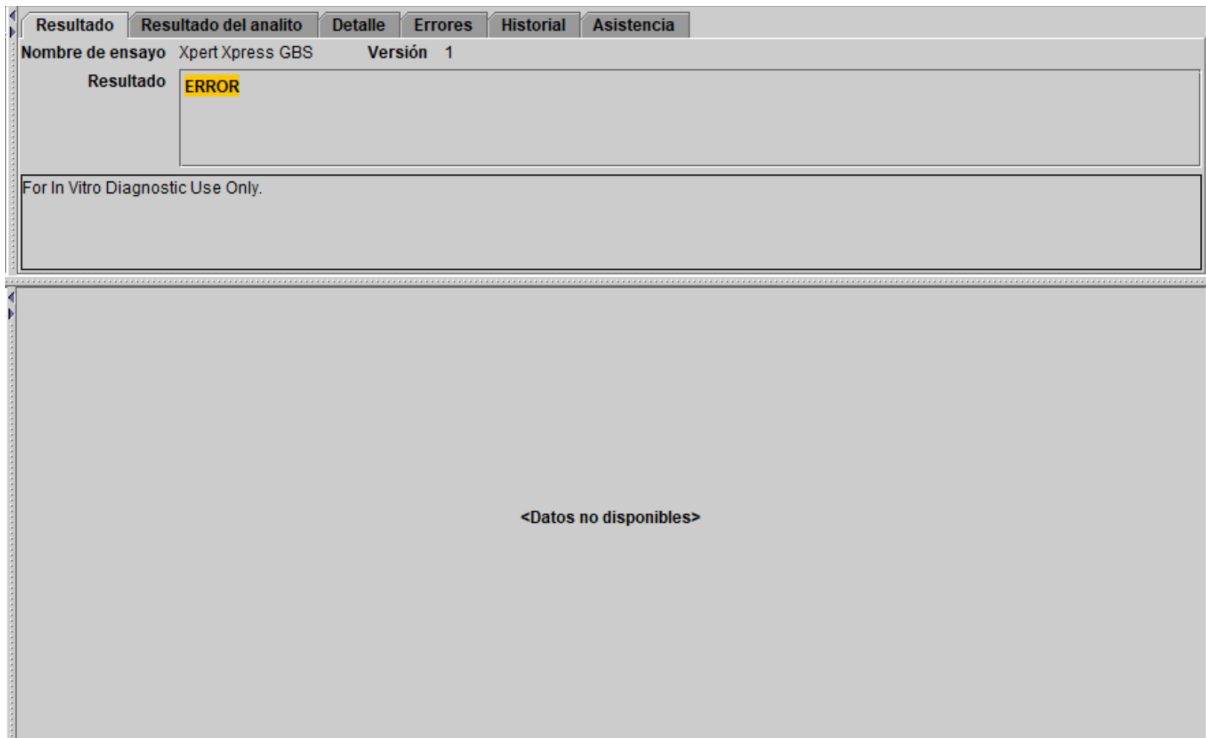 Resultado Resultado del analito Detalle Errores Historial Asistencia
Nombre de ensayo Xpert Xpress GBS Versión 1
Resultado ERROR
For In Vitro Diagnostic Use Only.
<Datos no disponibles>